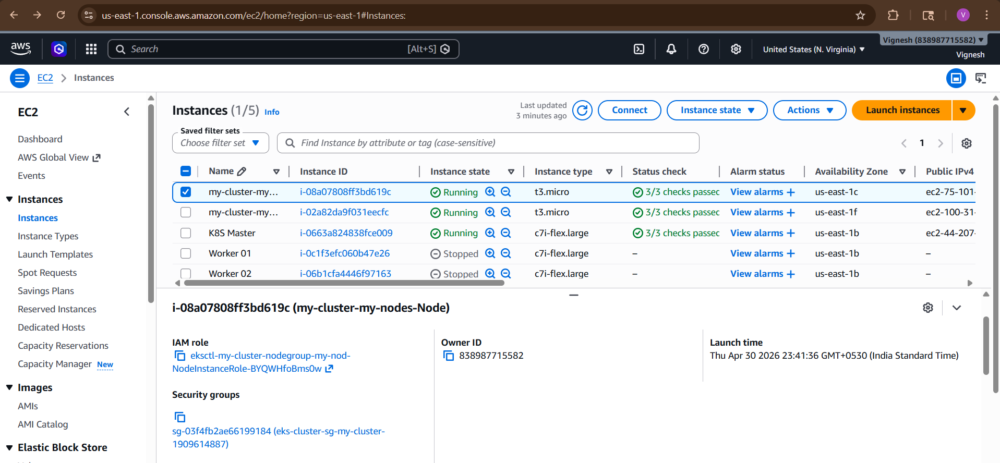 us-east-1.console.aws.amazon.com/ec2/home?region=us-east-1#Instances:
V
aws
Search
[Alt+S]
United States (N. Virginia)
Vignesh (838987715582)
Vignesh
EC2
Instances
EC2
Dashboard
AWS Global View
Events
Instances
Instances
Instance Types
Launch Templates
Spot Requests
Savings Plans
Reserved Instances
Dedicated Hosts
Capacity Reservations
Capacity Manager New
Images
AMIs
AMI Catalog
Elastic Block Store
Instances (1/5) Info
Last updated
3 minutes ago
Connect
Instance state
Actions
Launch instances
Saved filter sets
Choose filter set
Find Instance by attribute or tag (case-sensitive)
1
Name Instance ID Instance state Instance type Status check Alarm status Availability Zone Public IPv4
my-cluster-my... i-08a07808ff3bd619c Running t3.micro 3/3 checks passed View alarms + us-east-1c ec2-75-101-
my-cluster-my... i-02a82da9f031eecfc Running t3.micro 3/3 checks passed View alarms + us-east-1f ec2-100-31-
K8S Master i-0663a824838fce009 Running c7i-flex.large 3/3 checks passed View alarms + us-east-1b ec2-44-207-
Worker 01 i-0c1f3efc060b47e26 Stopped c7i-flex.large – View alarms + us-east-1b –
Worker 02 i-06b1cfa4446f97163 Stopped c7i-flex.large – View alarms + us-east-1b –
i-08a07808ff3bd619c (my-cluster-my-nodes-Node)
IAM role
eksctl-my-cluster-nodegroup-my-nod-
NodeInstanceRole-BYQWHfoBms0w
Security groups
sg-03f4fb2ae66199184 (eks-cluster-sg-my-cluster-
1909614887)
Owner ID
838987715582
Launch time
Thu Apr 30 2026 23:41:36 GMT+0530 (India Standard Time)